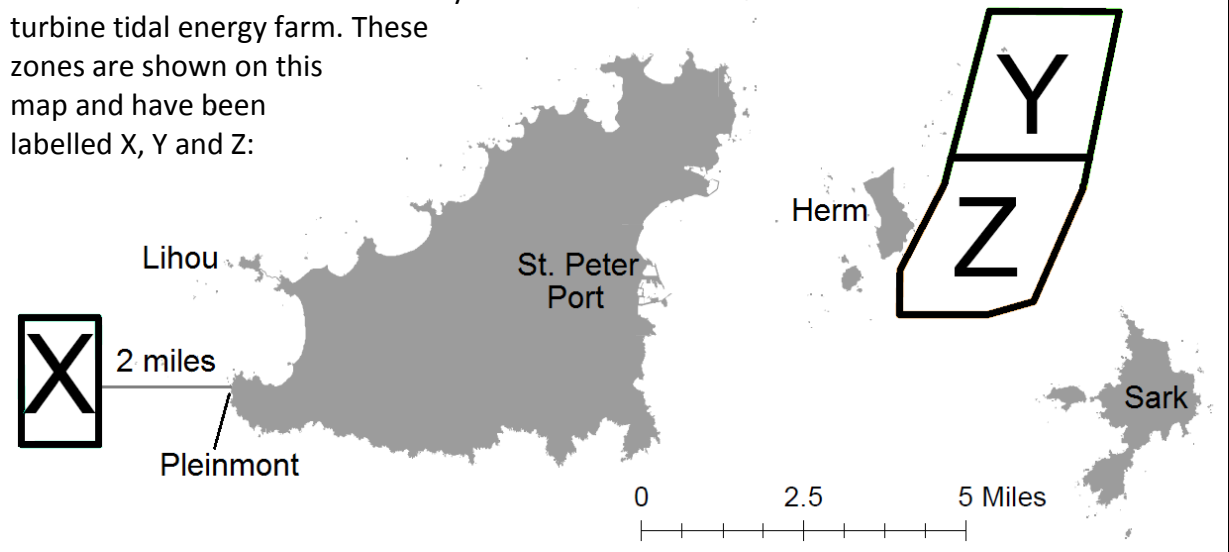 turbine tidal energy farm. These
zones are shown on this
map and have been
labelled X, Y and Z:
Y
Herm
Z
Lihou
St. Peter
Port
X
2 miles
Sark
Pleinmont
0 2.5 5 Miles